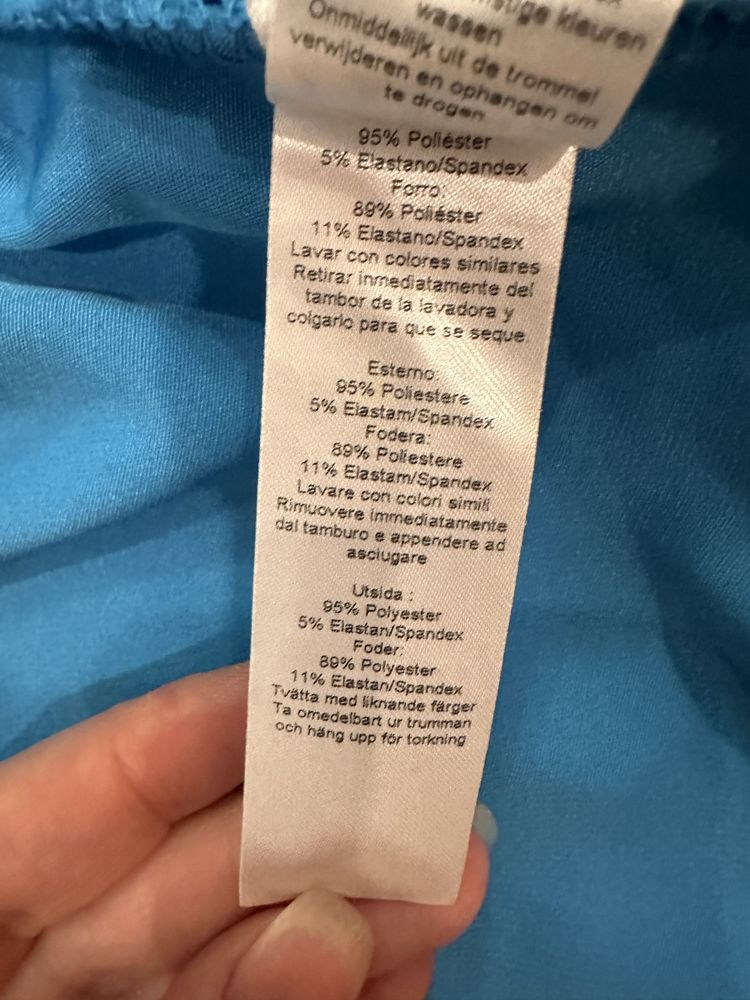 kleuren
wassen
Onmiddellijk uit de trommel
verwijderen en ophangen om
te drogen
95% Poliéster
5% Elastano/Spandex
Forro:
89% Poliéster
11% Elastano/Spandex
Lavar con colores similares
Retirar inmediatamente del
tambor de la lavadora y
colgarlo para que se seque.
Esterno:
95% Poliestere
5% Elastam/Spandex
Fodera:
89% Poliestere
11% Elastam/Spandex
Lavare con colori simili
Rimuovere immediatamente
dal tamburo e appendere ad
asciugare
Utsida :
95% Polyester
5% Elastan/Spandex
Foder:
89% Polyester
11% Elastan/Spandex
Tvätta med liknande färger
Ta omedelbart ur trumman
och häng upp för torkning